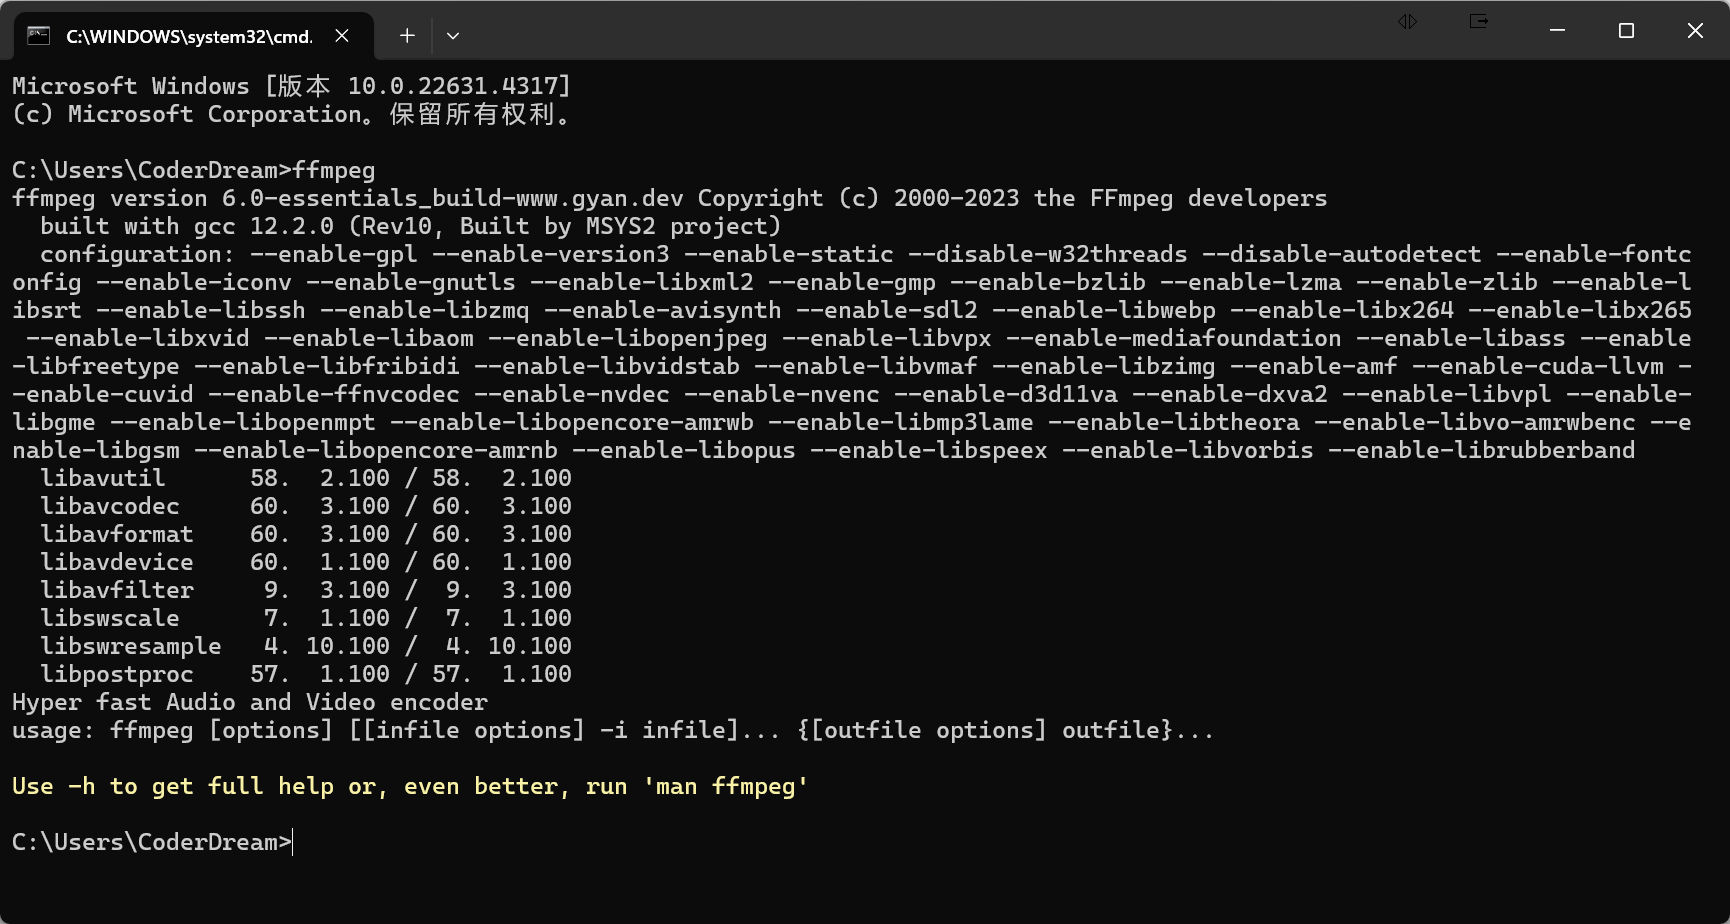 C:\WINDOWS\system32\cmd.
Microsoft Windows [版本 10.0.22631.4317]
(c) Microsoft Corporation。保留所有权利。
C:\Users\CoderDream>ffmpeg
ffmpeg version 6.0-essentials_build-www.gyan.dev Copyright (c) 2000-2023 the FFmpeg developers
  built with gcc 12.2.0 (Rev10, Built by MSYS2 project)
  configuration: --enable-gpl --enable-version3 --enable-static --disable-w32threads --disable-autodetect --enable-fontc
onfig --enable-iconv --enable-gnutls --enable-libxml2 --enable-gmp --enable-bzlib --enable-lzma --enable-zlib --enable-l
ibsrt --enable-libssh --enable-libzmq --enable-avisynth --enable-sdl2 --enable-libwebp --enable-libx264 --enable-libx265
 --enable-libxvid --enable-libaom --enable-libopenjpeg --enable-libvpx --enable-mediafoundation --enable-libass --enable
-libfreetype --enable-libfribidi --enable-libvidstab --enable-libvmaf --enable-libzimg --enable-amf --enable-cuda-llvm -
-enable-cuvid --enable-ffnvcodec --enable-nvdec --enable-nvenc --enable-d3d11va --enable-dxva2 --enable-libvpl --enable-
libgme --enable-libopenmpt --enable-libopencore-amrwb --enable-libmp3lame --enable-libtheora --enable-libvo-amrwbenc --e
nable-libgsm --enable-libopencore-amrnb --enable-libopus --enable-libspeex --enable-libvorbis --enable-librubberband
  libavutil      58.  2.100 / 58.  2.100
  libavcodec     60.  3.100 / 60.  3.100
  libavformat    60.  3.100 / 60.  3.100
  libavdevice    60.  1.100 / 60.  1.100
  libavfilter     9.  3.100 /  9.  3.100
  libswscale      7.  1.100 /  7.  1.100
  libswresample   4. 10.100 /  4. 10.100
  libpostproc    57.  1.100 / 57.  1.100
Hyper fast Audio and Video encoder
usage: ffmpeg [options] [[infile options] -i infile]... {[outfile options] outfile}...
Use -h to get full help or, even better, run 'man ffmpeg'
C:\Users\CoderDream>